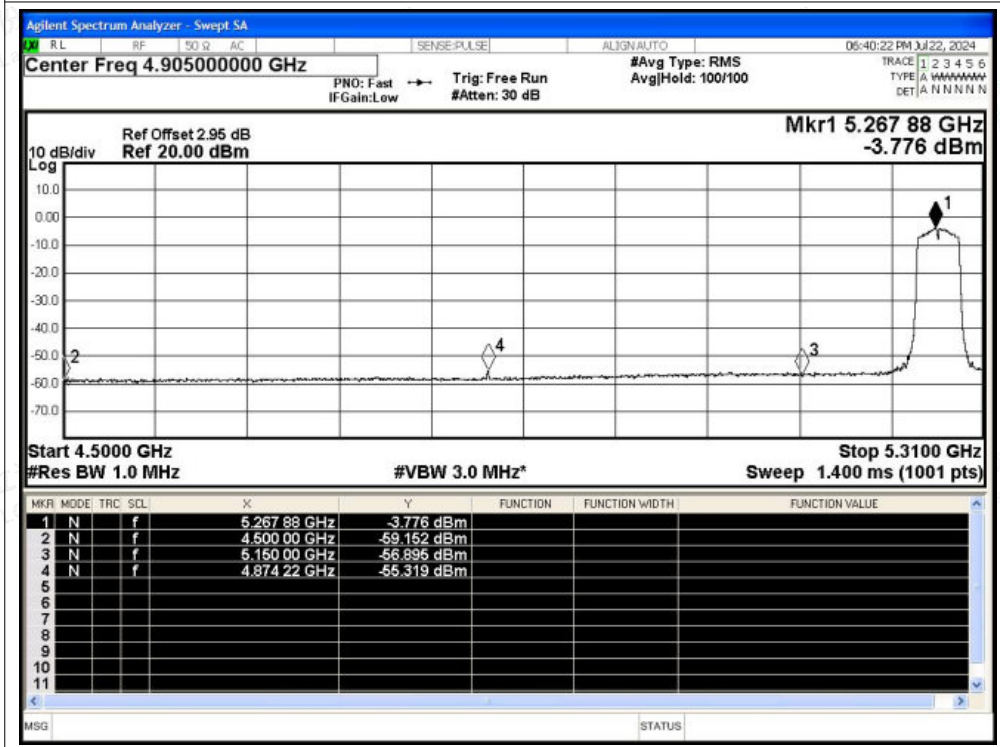 Agilent Spectrum Analyzer - Swept SA
LXI RL RF 50 Ω AC SENSE:PULSE ALIGN AUTO 06:40:22 PM Jul 22, 2024
Center Freq 4.905000000 GHz
PNO: Fast
IFGain:Low
Trig: Free Run
#Atten: 30 dB
#Avg Type: RMS
Avg|Hold: 100/100
TRACE 1 2 3 4 5 6
TYPE A WWWWW
DET A N N N N N
Mkr1 5.267 88 GHz
-3.776 dBm
Ref Offset 2.95 dB
10 dB/div Ref 20.00 dBm
Log
10.0
0.00
-10.0
-20.0
-30.0
-40.0
-50.0
-60.0
-70.0
1
2
4
3
Start 4.5000 GHz Stop 5.3100 GHz
#Res BW 1.0 MHz #VBW 3.0 MHz* Sweep 1.400 ms (1001 pts)
MKR MODE TRC SCL X Y FUNCTION FUNCTION WIDTH FUNCTION VALUE
1 N f 5.267 88 GHz -3.776 dBm
2 N f 4.500 00 GHz -59.152 dBm
3 N f 5.150 00 GHz -56.895 dBm
4 N f 4.874 22 GHz -55.319 dBm
5
6
7
8
9
10
11
MSG STATUS